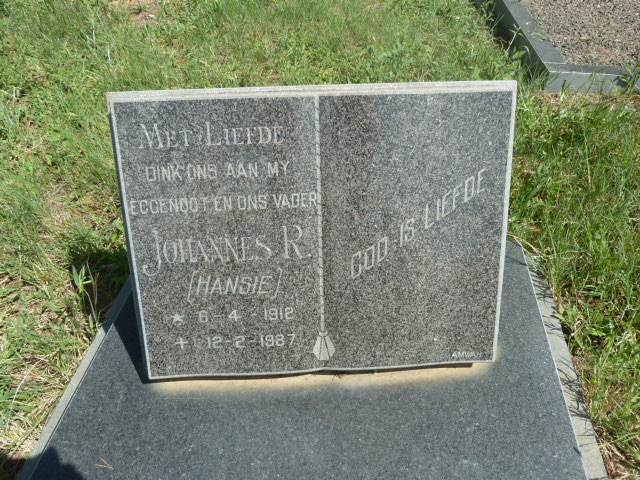 MET LIEFDE
DINK ONS AAN MY
EGGENOOT EN ONS VADER
JOHANNES R.
(HANSIE)
* 6-4-1912
+ 12-2-1987
GOD IS LIEFDE
AMWA